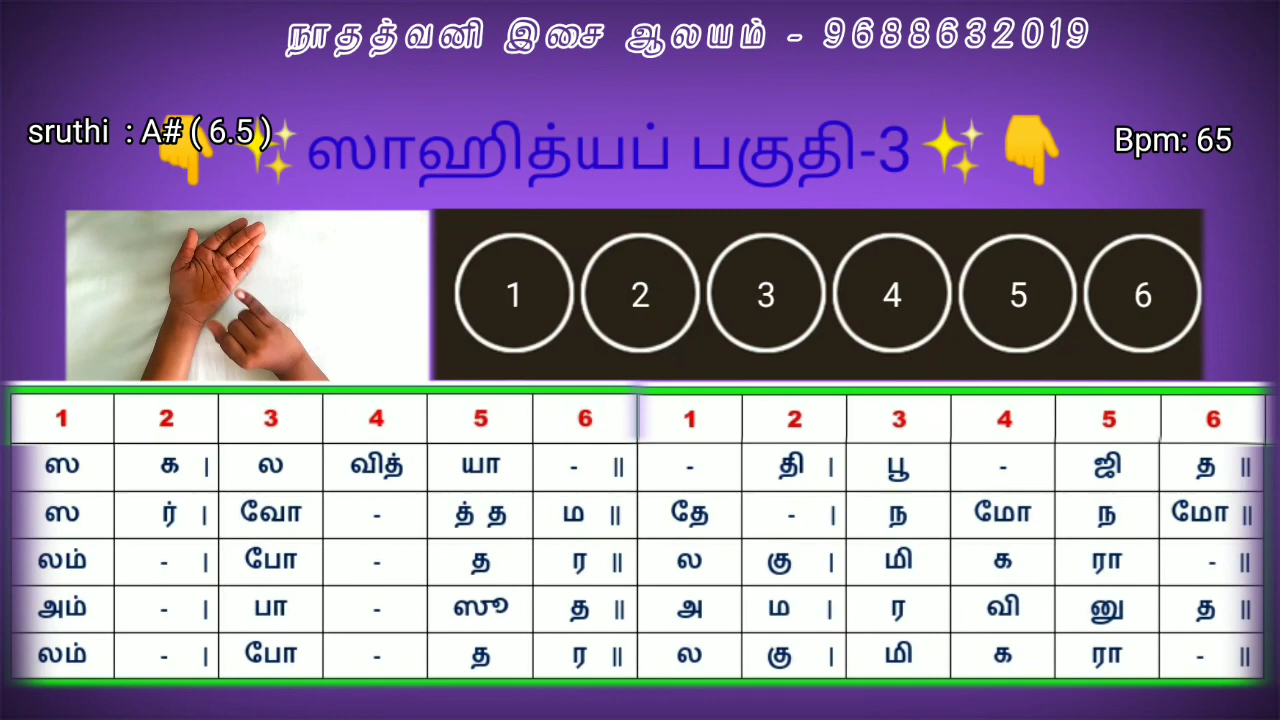 நாதத்வனி இசை ஆலயம் - 9688632019
sruthi : A# ( 6.5 )
ஸாஹித்யப் பகுதி-3
Bpm: 65
1 2 3 4 5 6
1 2 3 4 5 6 1 2 3 4 5 6
ஸ க | ல வித் யா - || - தி | பூ - ஜி த ||
ஸ ர் | வோ - த் த ம || தே - | ந மோ ந மோ ||
லம் - | போ - த ர || ல கு | மி க ரா - ||
அம் - | பா - ஸூ த || அ ம | ர வி னு த ||
லம் - | போ - த ர || ல கு | மி க ரா - ||